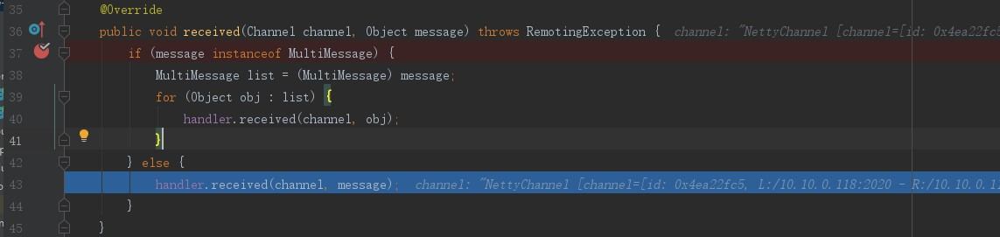 35 @Override
36 public void received(Channel channel, Object message) throws RemotingException { channel: "NettyChannel [channel=[id: 0x4ea22fc5
37 if (message instanceof MultiMessage) {
38 MultiMessage list = (MultiMessage) message;
39 for (Object obj : list) {
40 handler.received(channel, obj);
41 }
42 } else {
43 handler.received(channel, message); channel: "NettyChannel [channel=[id: 0x4ea22fc5, L:/10.10.0.118:2020 - R:/10.10.0.11
44 }
45 }